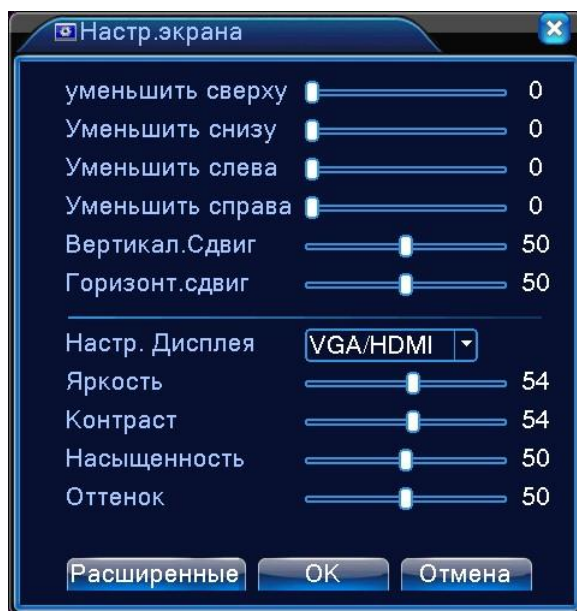 Настр.экрана
уменьшить сверху 0
Уменьшить снизу 0
Уменьшить слева 0
Уменьшить справа 0
Вертикал.Сдвиг 50
Горизонт.сдвиг 50
Настр. Дисплея VGA/HDMI
Яркость 54
Контраст 54
Насыщенность 50
Оттенок 50
Расширенные OK Отмена